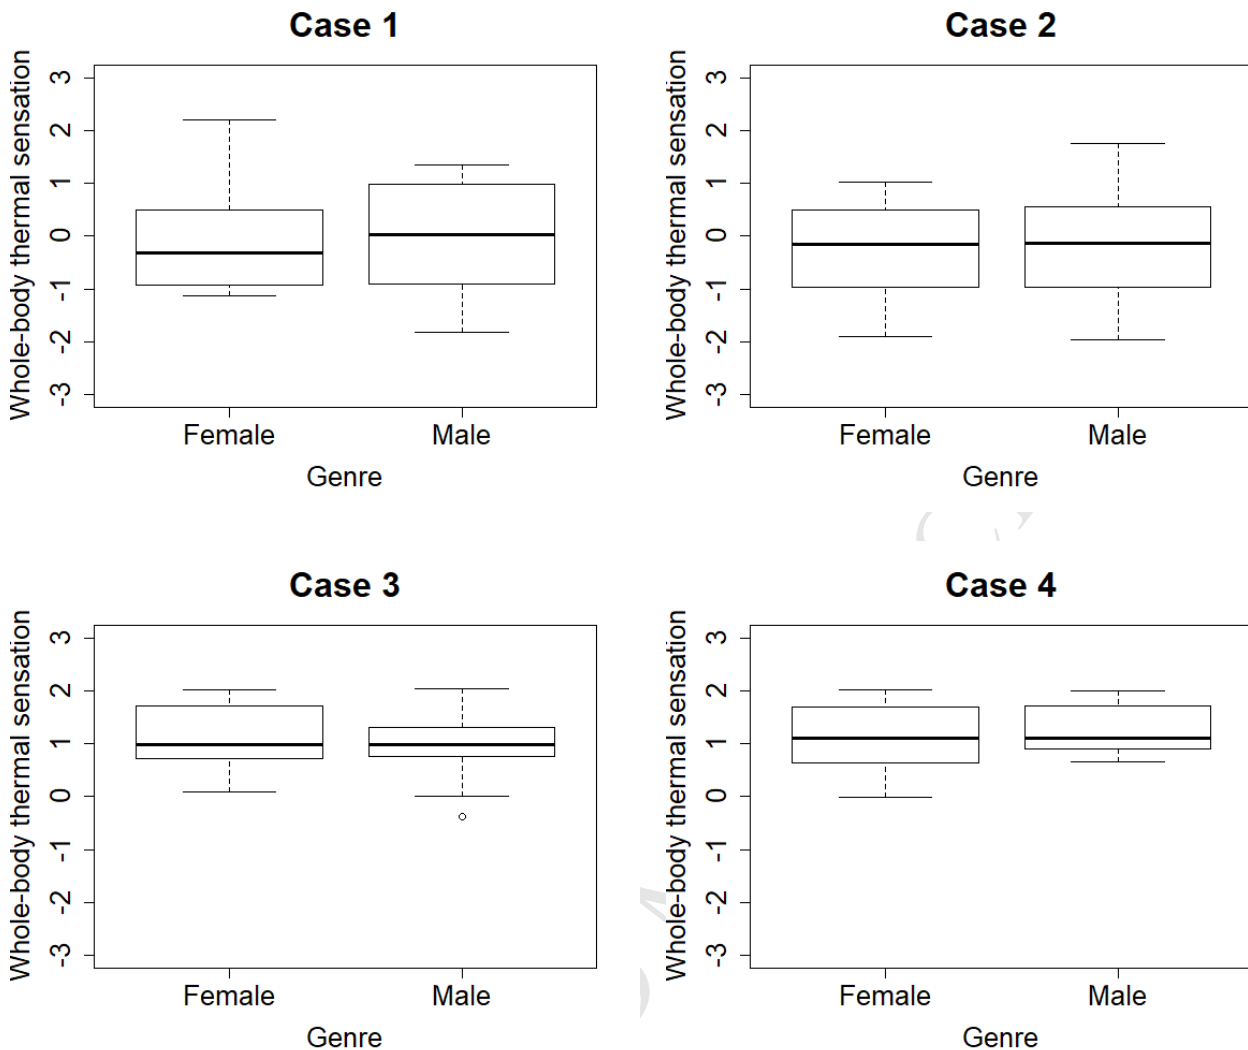 Case 1
Whole-body thermal sensation
3
2
1
0
-1
-2
-3
Female Male
Genre
Case 2
Whole-body thermal sensation
3
2
1
0
-1
-2
-3
Female Male
Genre
Case 3
Whole-body thermal sensation
3
2
1
0
-1
-2
-3
Female Male
Genre
Case 4
Whole-body thermal sensation
3
2
1
0
-1
-2
-3
Female Male
Genre